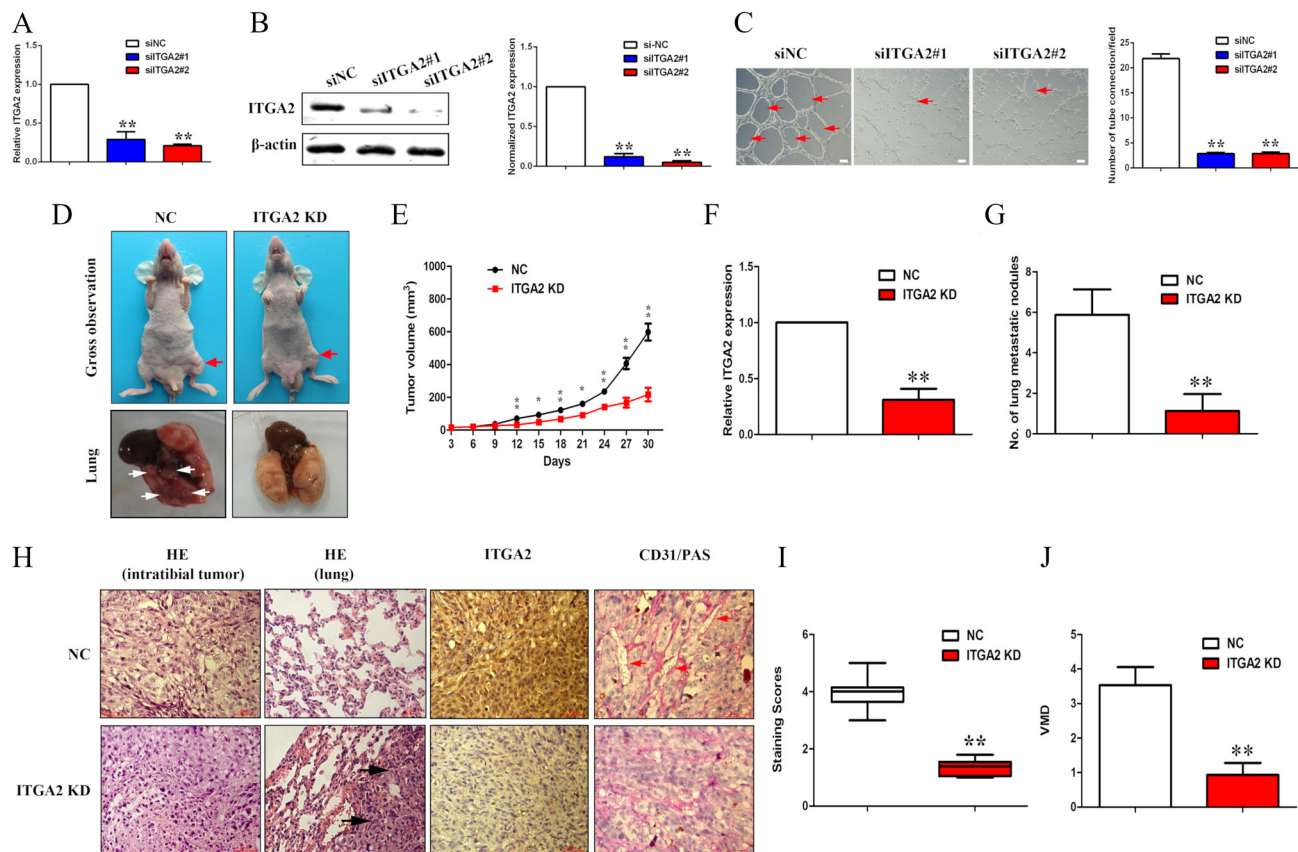 A
siNC
siITGA2#1
siITGA2#2
Relative ITGA2 expression
1.5
1.0
0.5
0.0
**
**
B
siNC
siITGA2#1
siITGA2#2
ITGA2
β-actin
si-NC
siITGA2#1
siITGA2#2
Normalized ITGA2 expression
1.5
1.0
0.5
0.0
**
**
C
siNC
siITGA2#1
siITGA2#2
siNC
siITGA2#1
siITGA2#2
Number of tube connection/field
25
20
15
10
5
0
**
**
D
NC
ITGA2 KD
Gross observation
Lung
E
NC
ITGA2 KD
Tumor volume (mm3)
1000
800
600
400
200
0
**
*
**
*
**
**
**
3 6 9 12 15 18 21 24 27 30
Days
F
NC
ITGA2 KD
Relative ITGA2 expression
1.5
1.0
0.5
0.0
**
G
NC
ITGA2 KD
No. of lung metastatic nodules
8
6
4
2
0
**
H
HE
(intratibial tumor)
HE
(lung)
ITGA2
CD31/PAS
NC
ITGA2 KD
I
NC
ITGA2 KD
Staining Scores
6
4
2
0
**
J
NC
ITGA2 KD
VMD
5
4
3
2
1
0
**